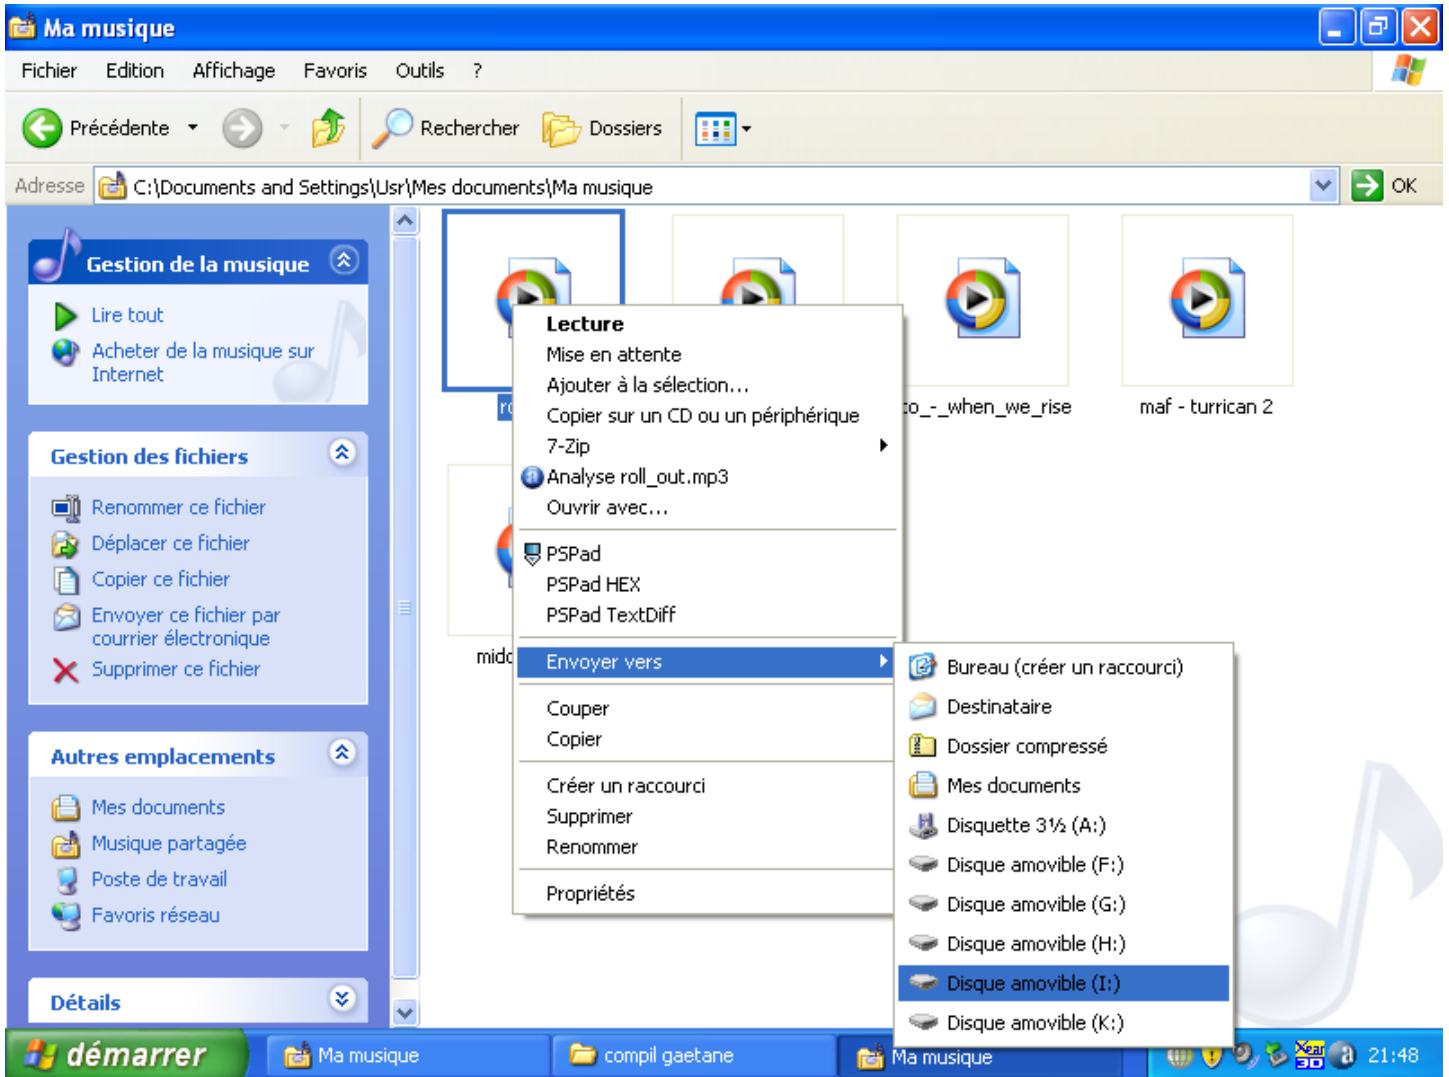 Ma musique
Fichier Edition Affichage Favoris Outils ?
Précédente Rechercher Dossiers
Adresse C:\Documents and Settings\Usr\Mes documents\Ma musique OK
Gestion de la musique
Lire tout
Acheter de la musique sur
Internet
Gestion des fichiers
Renommer ce fichier
Déplacer ce fichier
Copier ce fichier
Envoyer ce fichier par
courrier électronique
Supprimer ce fichier
Autres emplacements
Mes documents
Musique partagée
Poste de travail
Favoris réseau
Détails
_-_when_we_rise
maf - turrican 2
Lecture
Mise en attente
Ajouter à la sélection...
Copier sur un CD ou un périphérique
7-Zip
Analyse roll_out.mp3
Ouvrir avec...
PSPad
PSPad HEX
PSPad TextDiff
Envoyer vers
Couper
Copier
Créer un raccourci
Supprimer
Renommer
Propriétés
Bureau (créer un raccourci)
Destinataire
Dossier compressé
Mes documents
Disquette 3½ (A:)
Disque amovible (F:)
Disque amovible (G:)
Disque amovible (H:)
Disque amovible (I:)
Disque amovible (K:)
démarrer
Ma musique
compil gaetane
Ma musique
Xear
3D
21:48